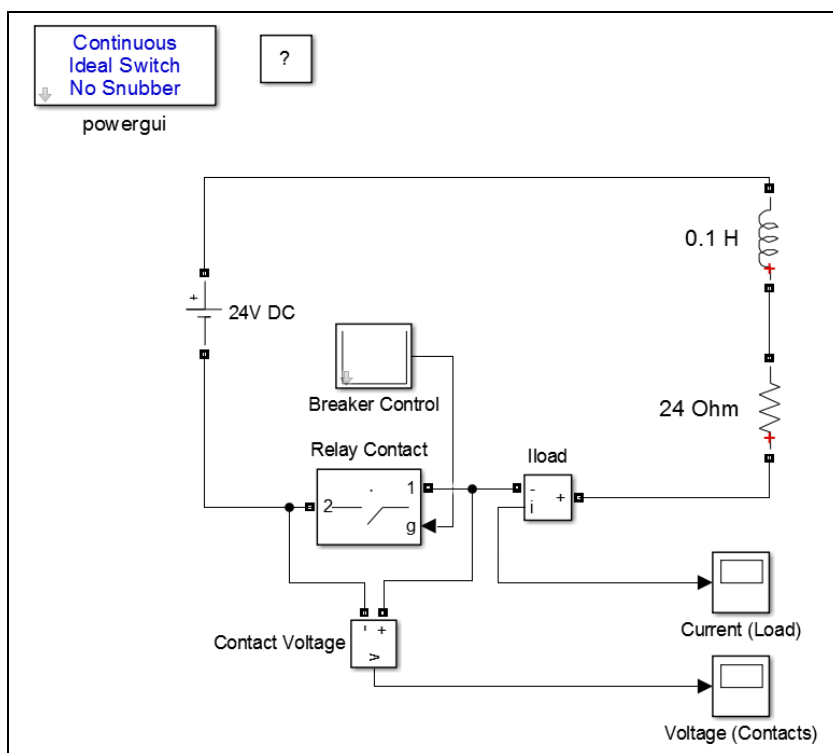 Continuous
Ideal Switch
No Snubber
?
powergui
0.1 H
+
24V DC
Breaker Control
24 Ohm
Relay Contact
Iload
1
2
g
-
i
+
Contact Voltage
- +
v
Current (Load)
Voltage (Contacts)